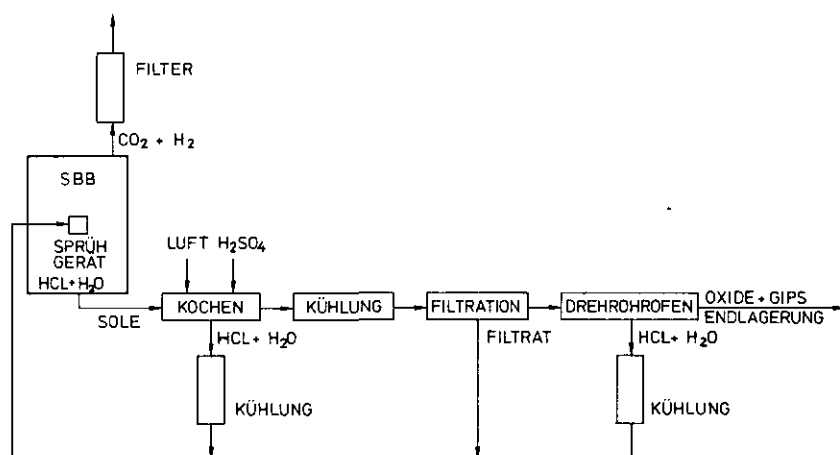 FILTER
CO₂ + H₂
SBB
SPRÜH
GERÄT
HCL+H₂O
LUFT H₂SO₄
SOLE
KOCHEN
KÜHLUNG
FILTRATION
DREHROHROFEN
OXIDE + GIPS
ENDLAGERUNG
HCL + H₂O
FILTRAT
HCL + H₂O
KÜHLUNG
KÜHLUNG